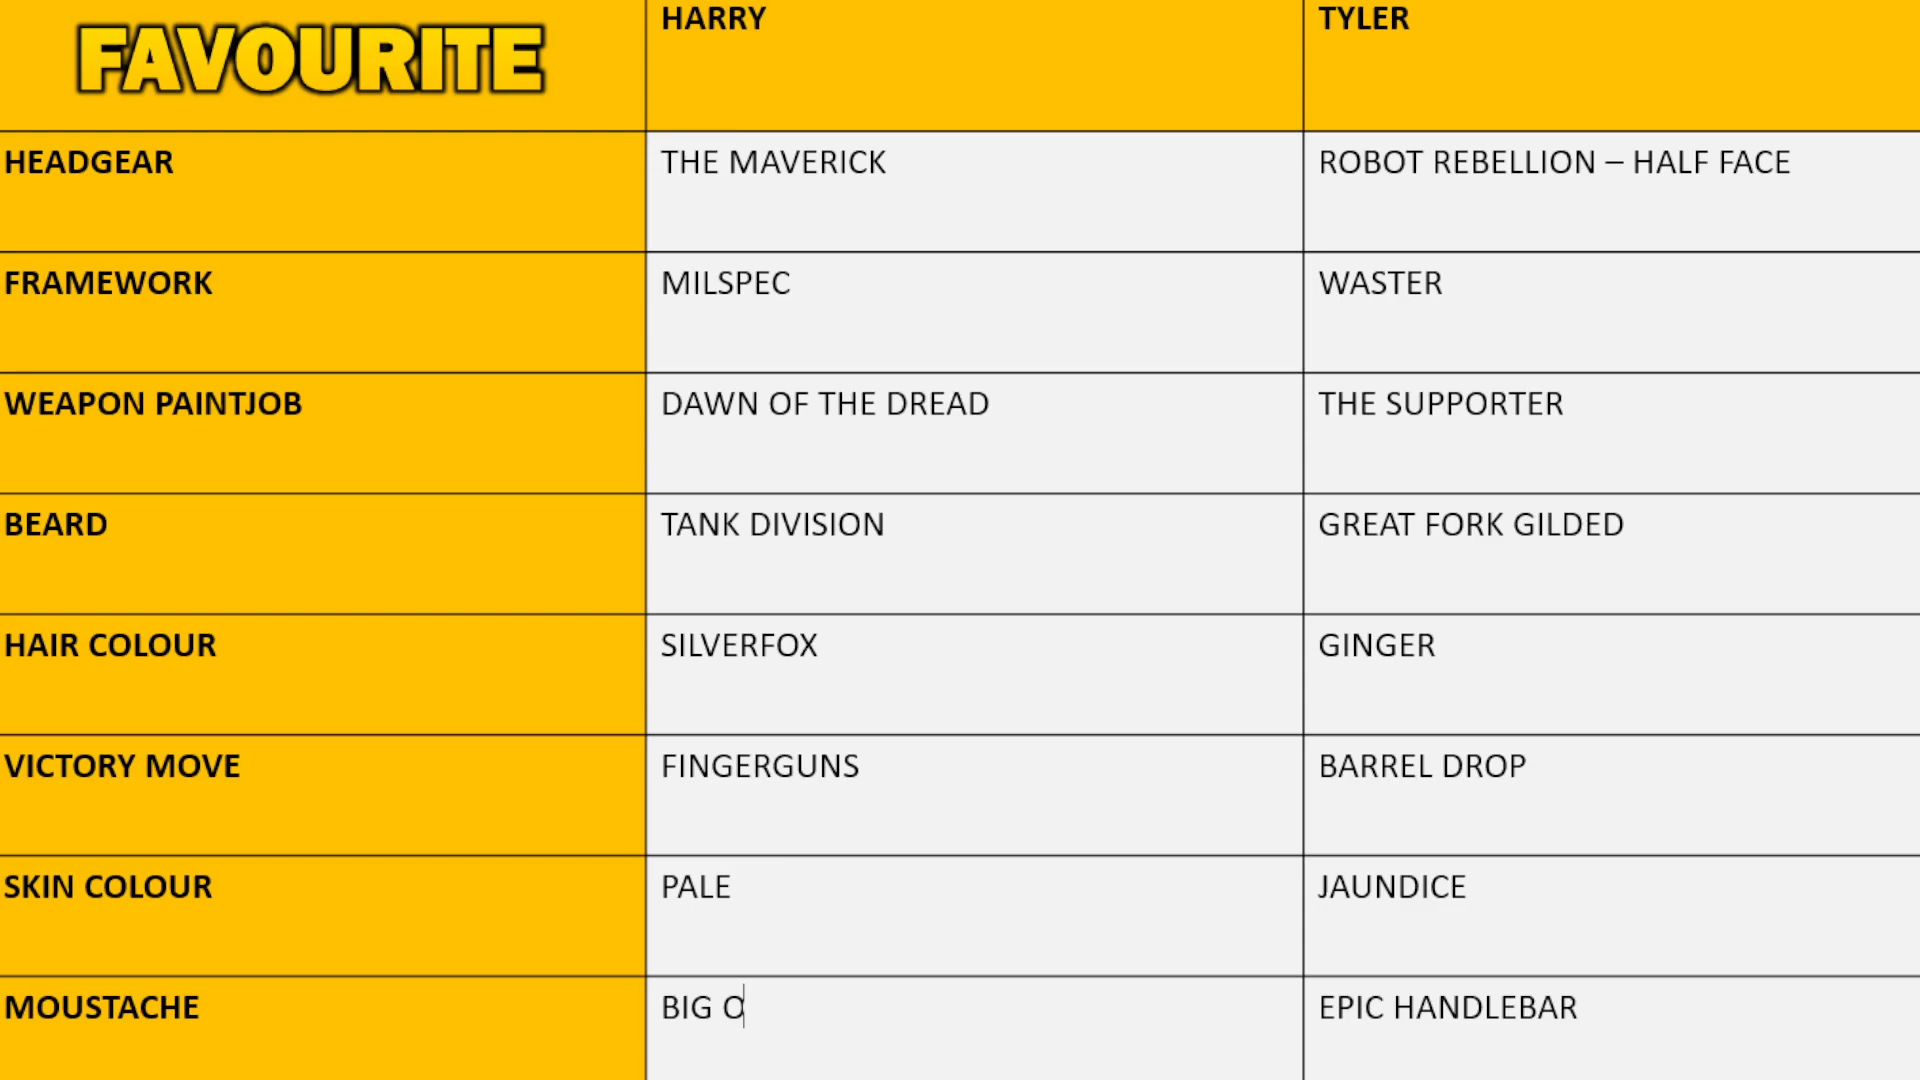 FAVOURITE HARRY TYLER
HEADGEAR THE MAVERICK ROBOT REBELLION – HALF FACE
FRAMEWORK MILSPEC WASTER
WEAPON PAINTJOB DAWN OF THE DREAD THE SUPPORTER
BEARD TANK DIVISION GREAT FORK GILDED
HAIR COLOUR SILVERFOX GINGER
VICTORY MOVE FINGERGUNS BARREL DROP
SKIN COLOUR PALE JAUNDICE
MOUSTACHE BIG O EPIC HANDLEBAR